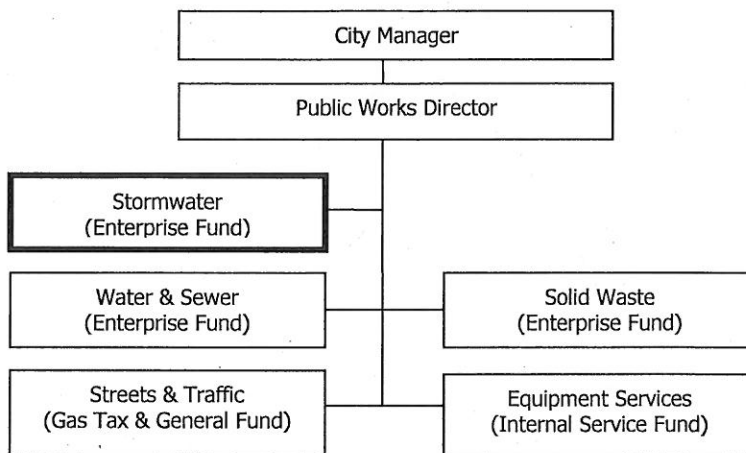 City Manager
Public Works Director
Stormwater
(Enterprise Fund)
Water & Sewer
(Enterprise Fund)
Solid Waste
(Enterprise Fund)
Streets & Traffic
(Gas Tax & General Fund)
Equipment Services
(Internal Service Fund)